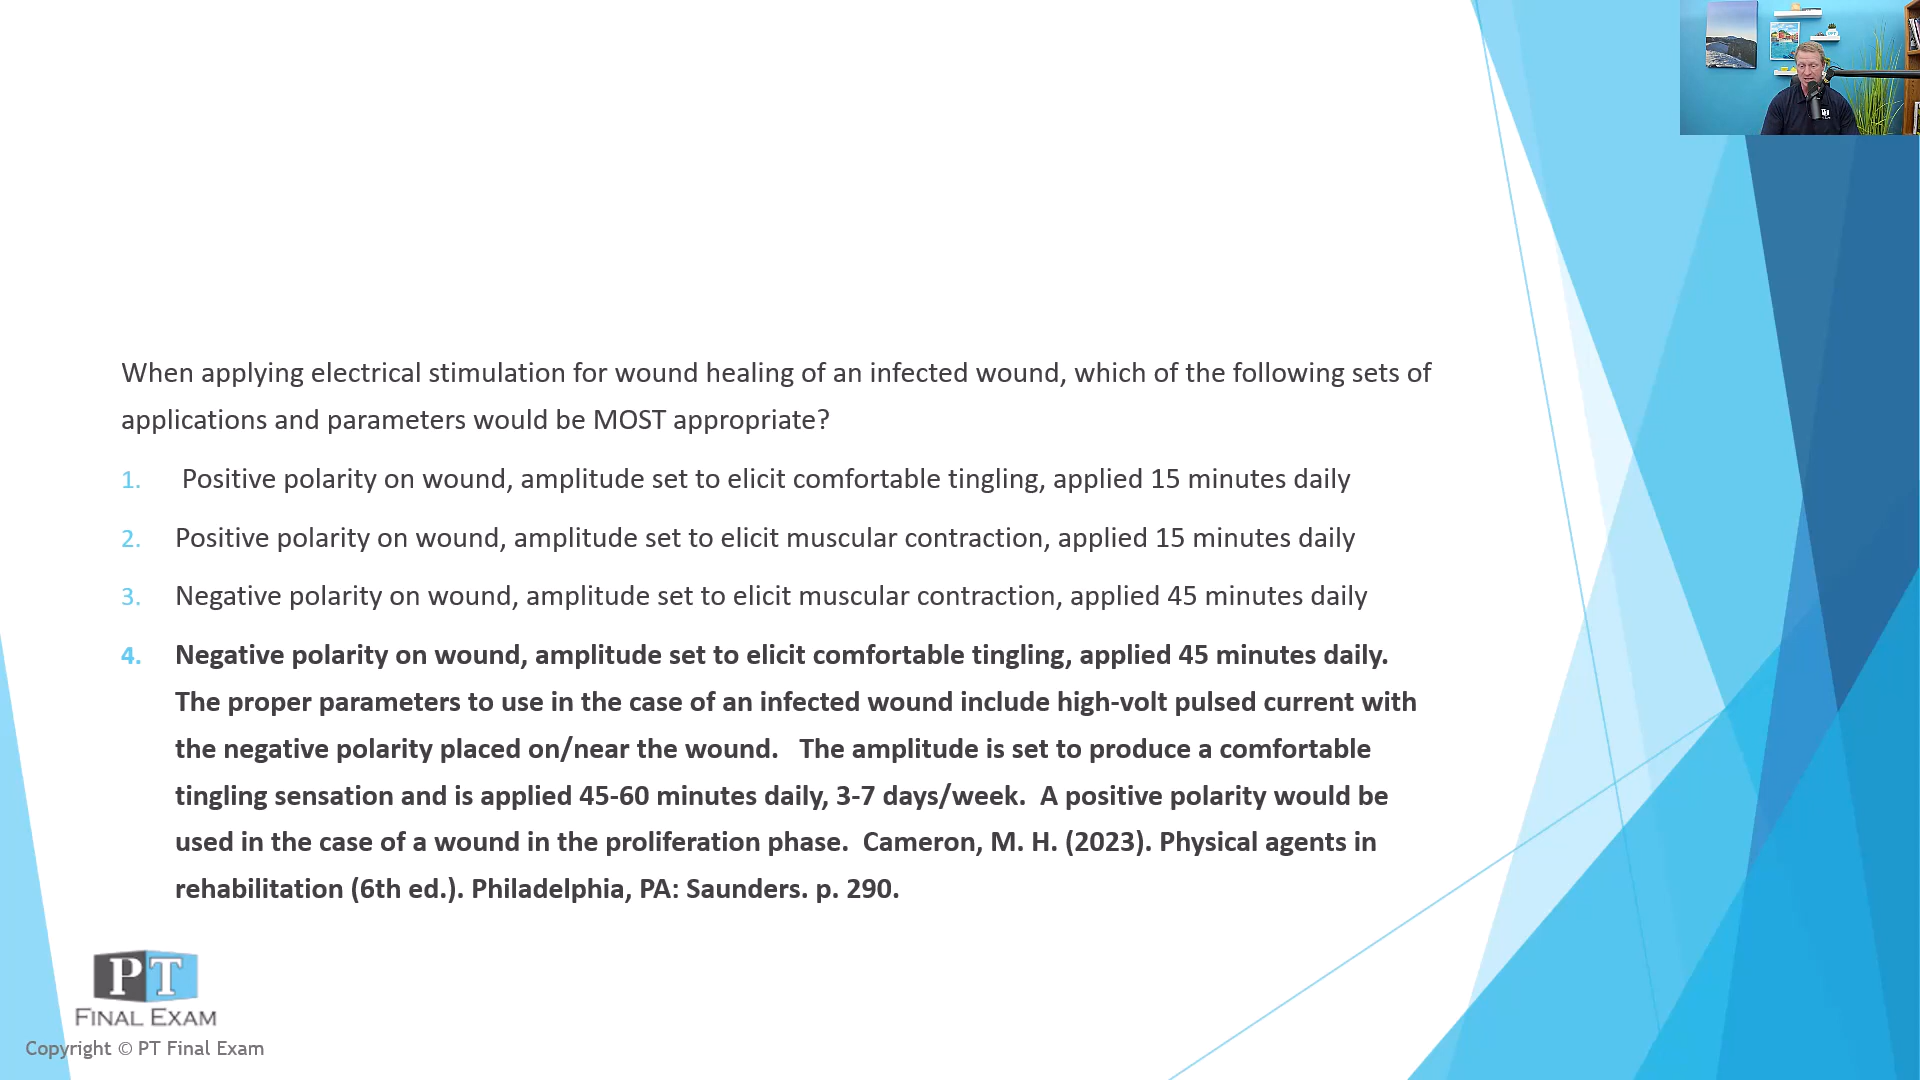 When applying electrical stimulation for wound healing of an infected wound, which of the following sets of
applications and parameters would be MOST appropriate?
1. Positive polarity on wound, amplitude set to elicit comfortable tingling, applied 15 minutes daily
2. Positive polarity on wound, amplitude set to elicit muscular contraction, applied 15 minutes daily
3. Negative polarity on wound, amplitude set to elicit muscular contraction, applied 45 minutes daily
4. Negative polarity on wound, amplitude set to elicit comfortable tingling, applied 45 minutes daily.
The proper parameters to use in the case of an infected wound include high-volt pulsed current with
the negative polarity placed on/near the wound. The amplitude is set to produce a comfortable
tingling sensation and is applied 45-60 minutes daily, 3-7 days/week. A positive polarity would be
used in the case of a wound in the proliferation phase. Cameron, M. H. (2023). Physical agents in
rehabilitation (6th ed.). Philadelphia, PA: Saunders. p. 290.
PT
FINAL EXAM
Copyright © PT Final Exam